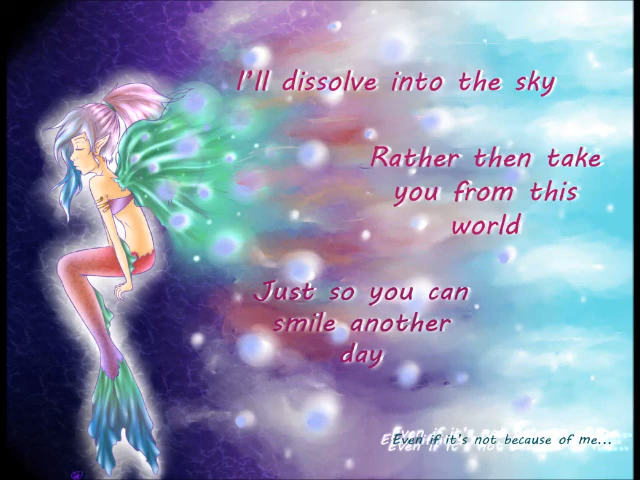 I'll dissolve into the sky
Rather then take
you from this
world
Just so you can
smile another
day
Even if it's not because of me...